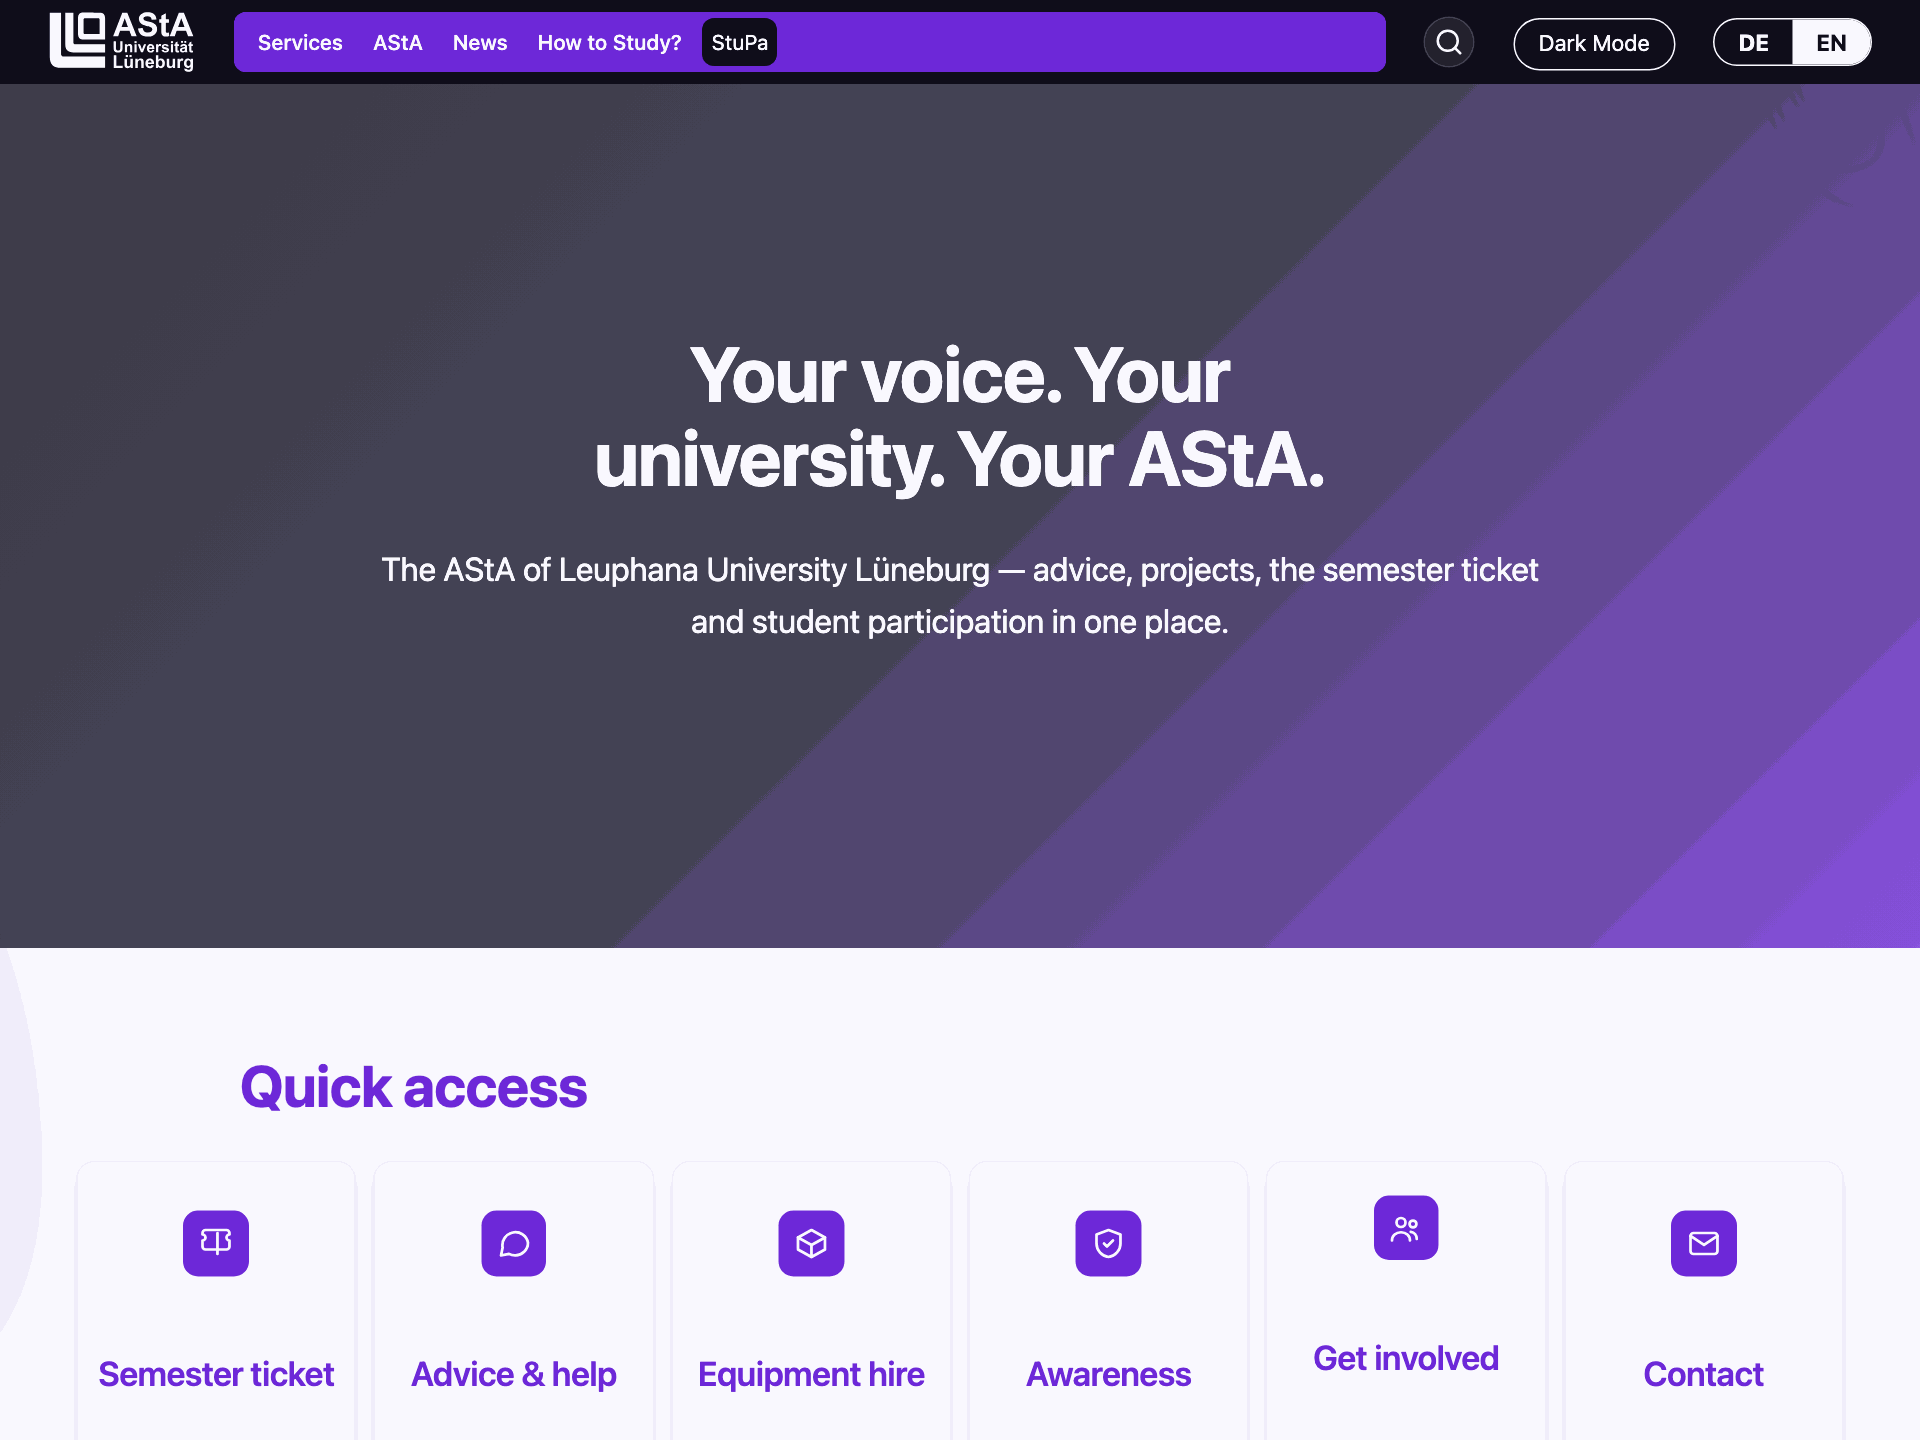 AStA
Universität
Lüneburg
Services
AStA
News
How to Study?
StuPa
Dark Mode
DE
EN
Your voice. Your
university. Your AStA.
The AStA of Leuphana University Lüneburg — advice, projects, the semester ticket
and student participation in one place.
Quick access
Semester ticket
Advice & help
Equipment hire
Awareness
Get involved
Contact